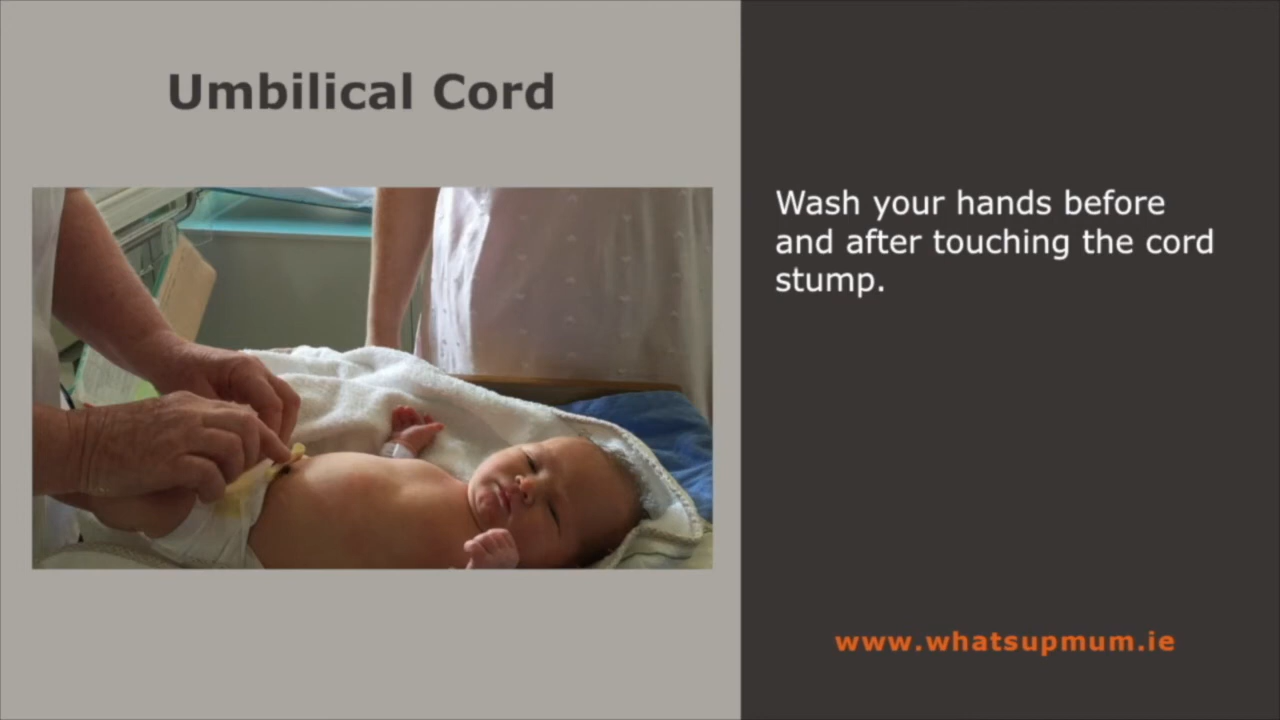 Umbilical Cord
Wash your hands before
and after touching the cord
stump.
www.whatsupmum.ie